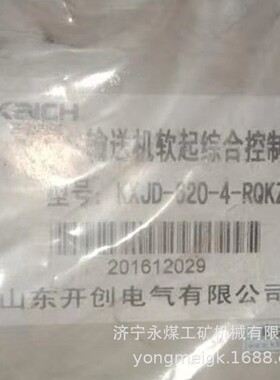 KAICH
输送机软起综合控制
型号：KXJD-620-4-RQKZ
201612029
山东开创电气有限公司
济宁永煤工矿机械有限
yongmeigk.1688.c